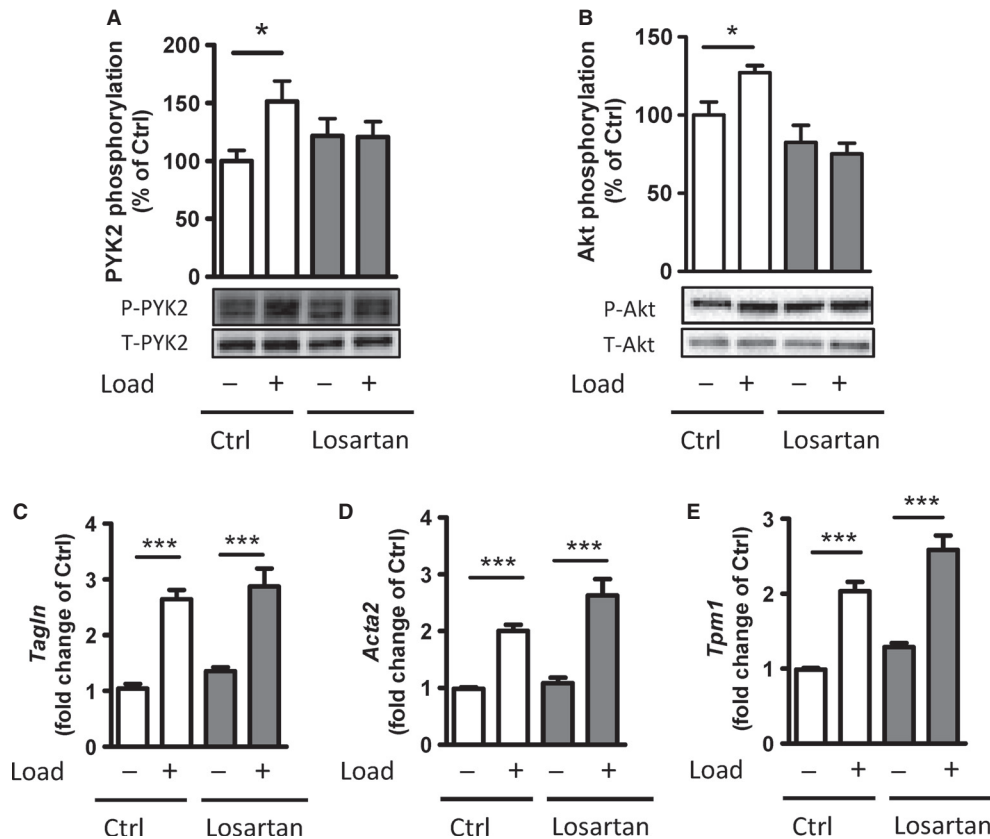 A
PYK2 phosphorylation
(% of Ctrl)
200
150
100
50
0
*
P-PYK2
T-PYK2
Load
– + – +
Ctrl Losartan
B
Akt phosphorylation
(% of Ctrl)
150
100
50
0
*
P-Akt
T-Akt
Load
– + – +
Ctrl Losartan
C
Tagln
(fold change of Ctrl)
4
3
2
1
0
*** ***
Load – + – +
Ctrl Losartan
D
Acta2
(fold change of Ctrl)
4
3
2
1
0
*** ***
Load – + – +
Ctrl Losartan
E
Tpm1
(fold change of Ctrl)
3
2
1
0
*** ***
Load – + – +
Ctrl Losartan